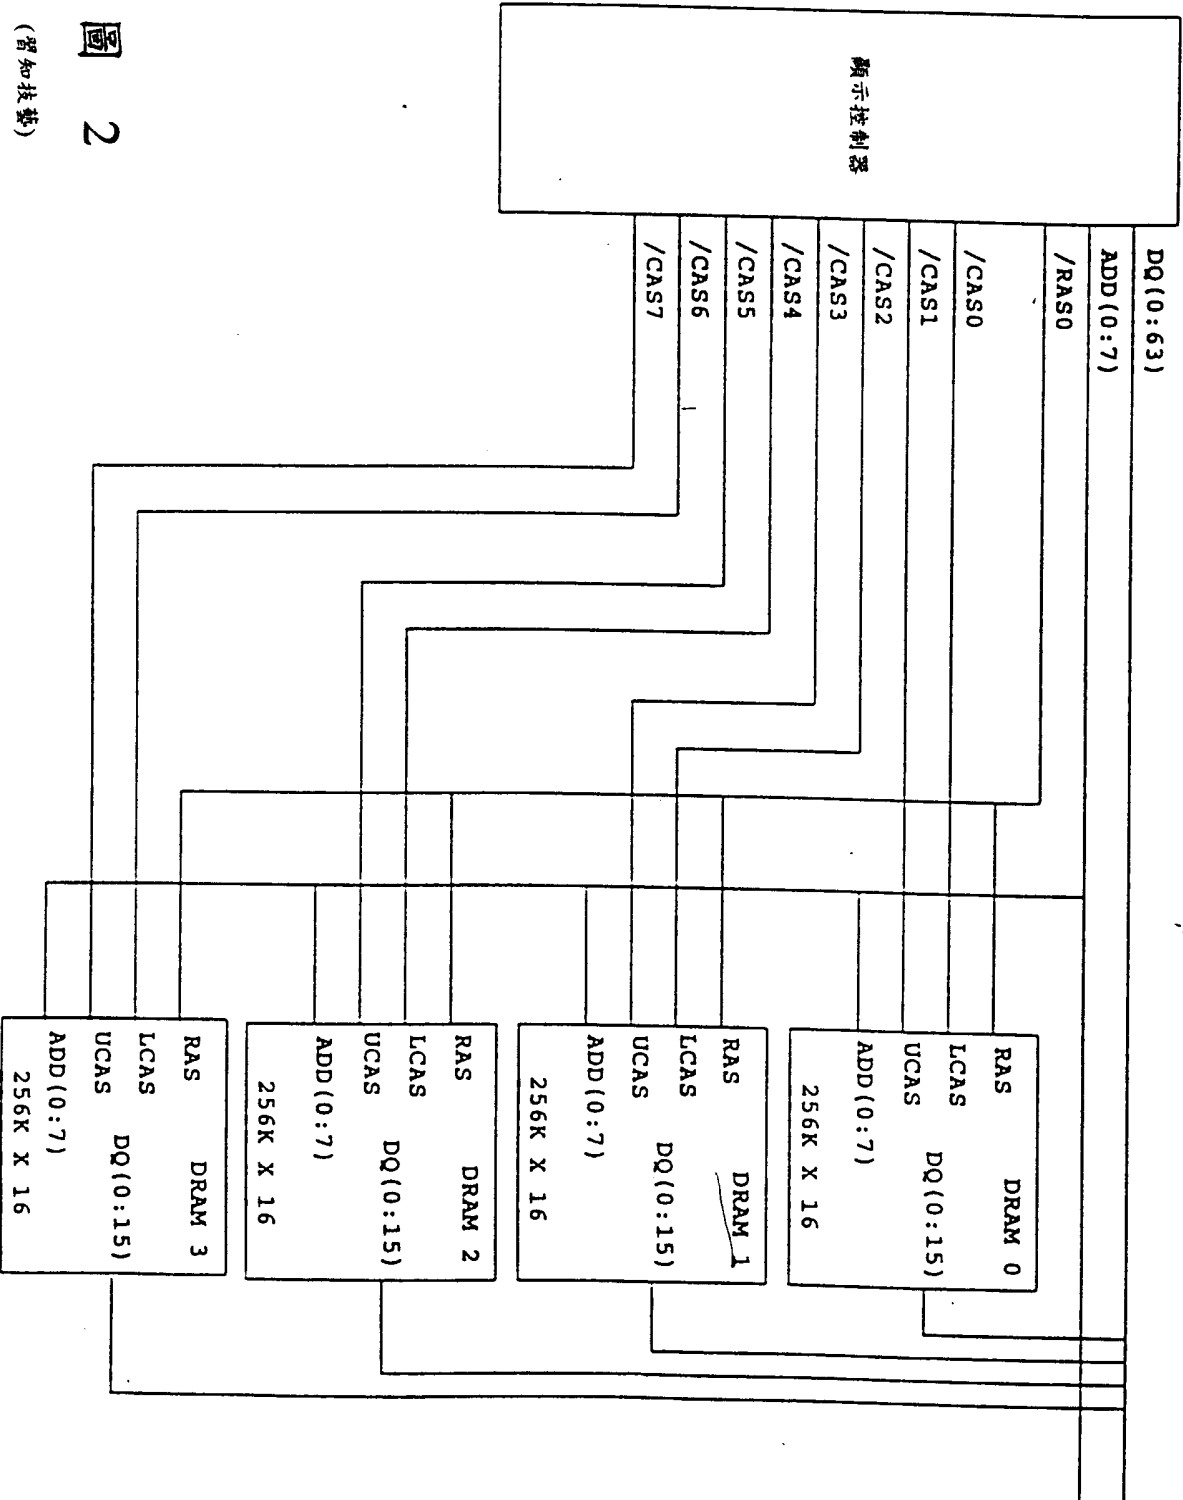 顯示控制器
DQ(0:63)
ADD(0:7)
/RAS0
/CAS0
/CAS1
/CAS2
/CAS3
/CAS4
/CAS5
/CAS6
/CAS7
RAS DRAM 0
LCAS
DQ(0:15)
UCAS
ADD(0:7)
256K X 16
RAS DRAM 1
LCAS
DQ(0:15)
UCAS
ADD(0:7)
256K X 16
RAS DRAM 2
LCAS
DQ(0:15)
UCAS
ADD(0:7)
256K X 16
RAS DRAM 3
LCAS
DQ(0:15)
UCAS
ADD(0:7)
256K X 16
圖 2
(習知技藝)